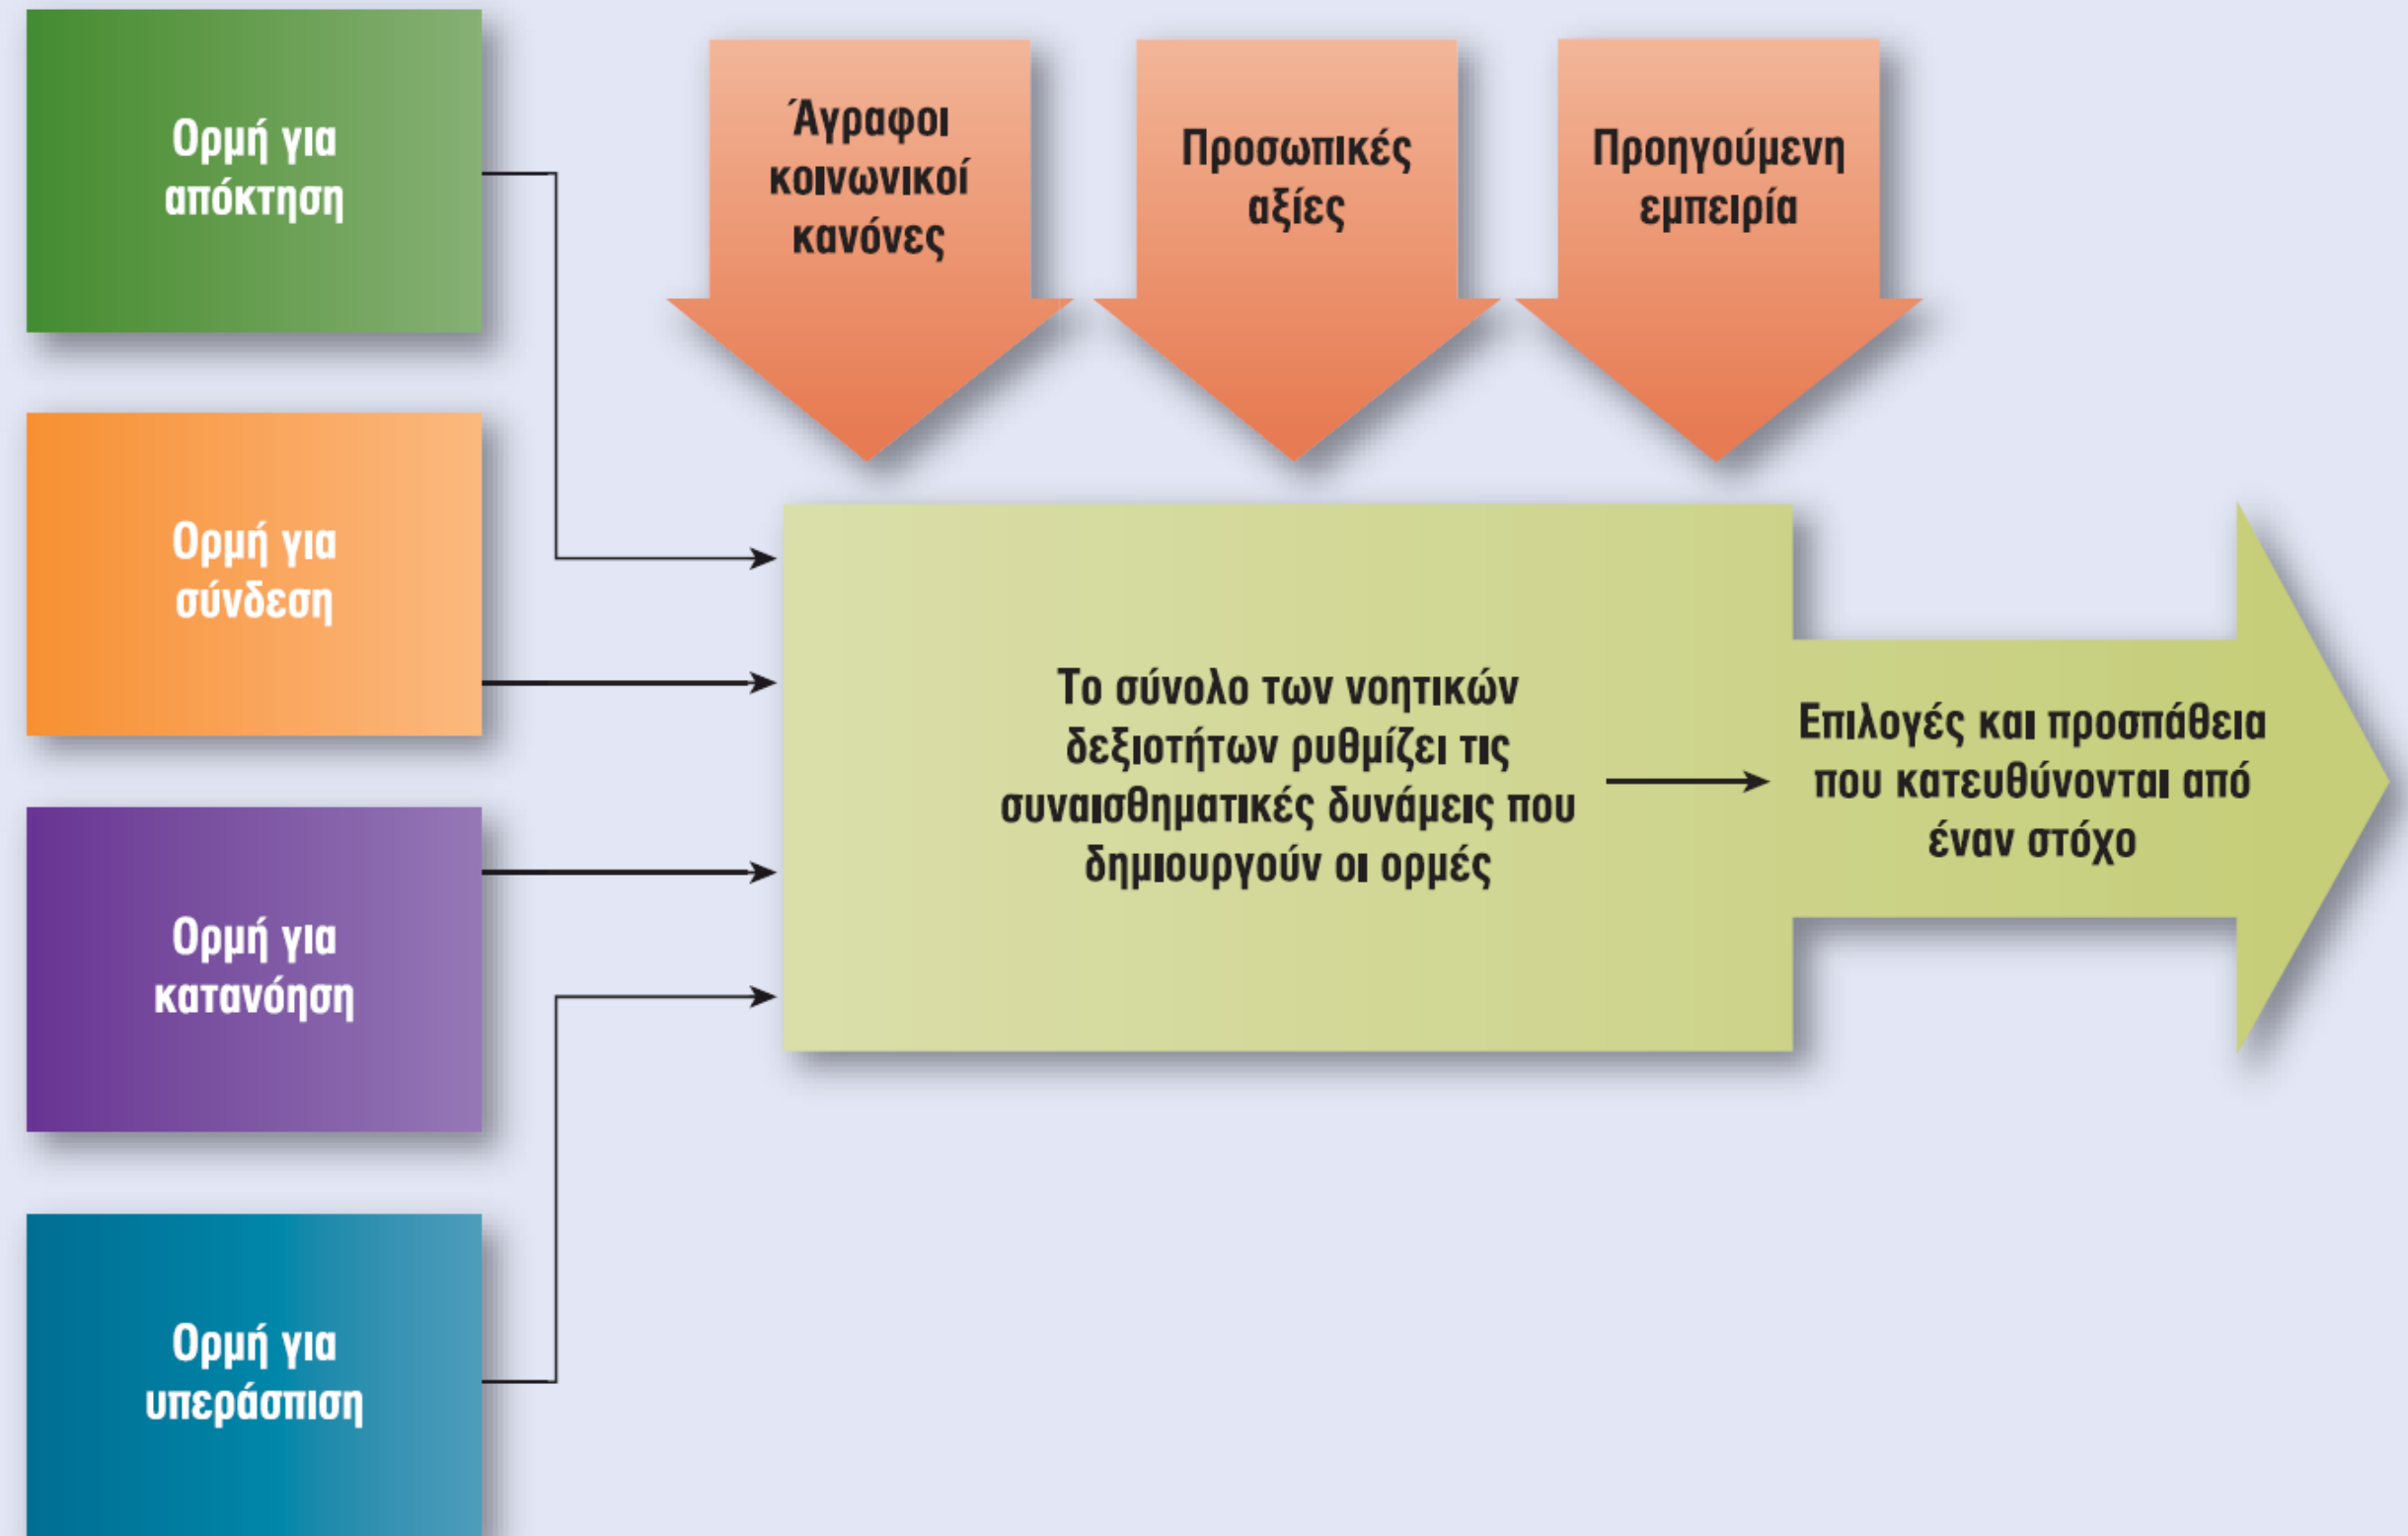 Ορμή για
απόκτηση
Ορμή για
σύνδεση
Ορμή για
κατανόηση
Ορμή για
υπεράσπιση
Άγραφοι
κοινωνικοί
κανόνες
Προσωπικές
αξίες
Προηγούμενη
εμπειρία
Το σύνολο των νοητικών
δεξιοτήτων ρυθμίζει τις
συναισθηματικές δυνάμεις που
δημιουργούν οι ορμές
Επιλογές και προσπάθεια
που κατευθύνονται από
έναν στόχο